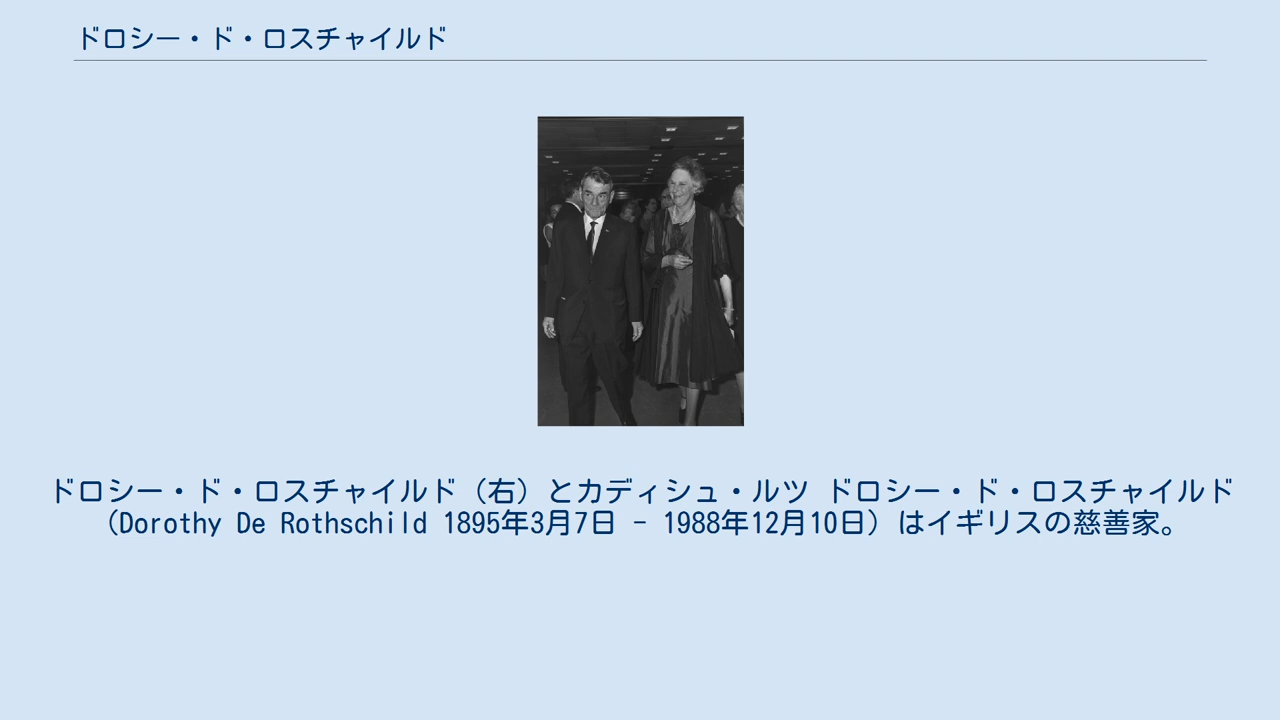 ドロシー・ド・ロスチャイルド
ドロシー・ド・ロスチャイルド（右）とカディシュ・ルツ ドロシー・ド・ロスチャイルド
（Dorothy De Rothschild 1895年3月7日 - 1988年12月10日）はイギリスの慈善家。